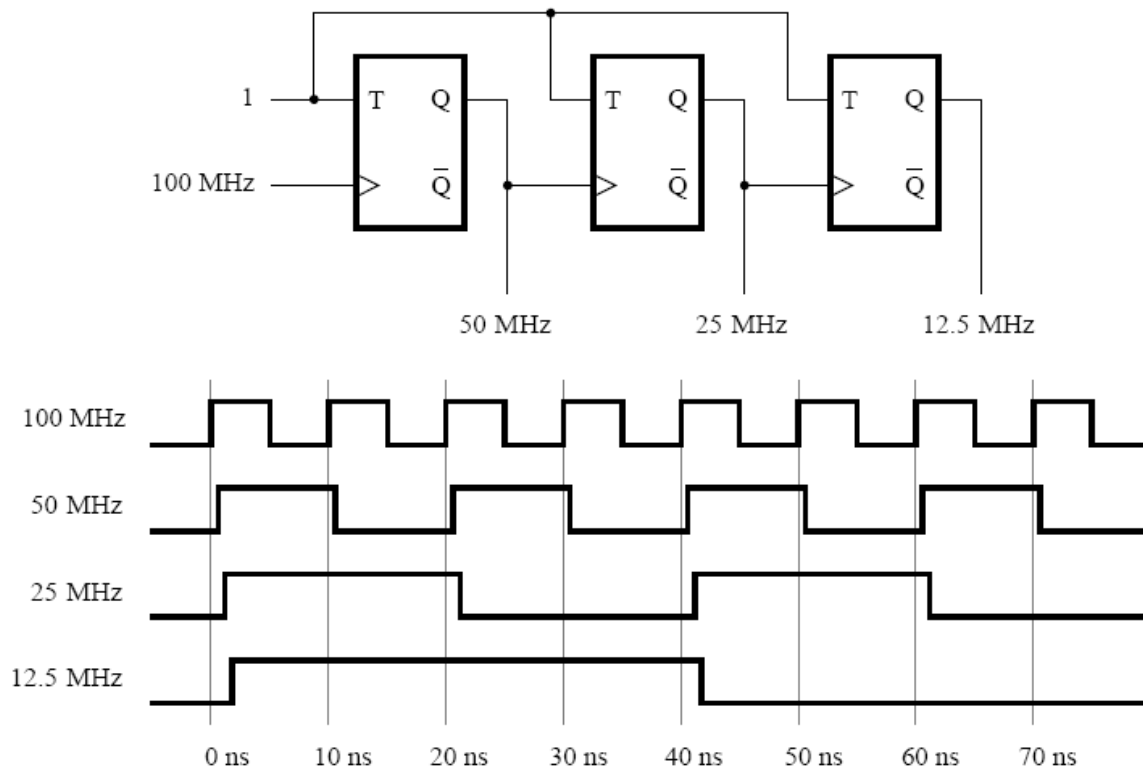 1 T Q T Q T Q
100 MHz Q̅ Q̅ Q̅
50 MHz 25 MHz 12.5 MHz
100 MHz
50 MHz
25 MHz
12.5 MHz
0 ns 10 ns 20 ns 30 ns 40 ns 50 ns 60 ns 70 ns